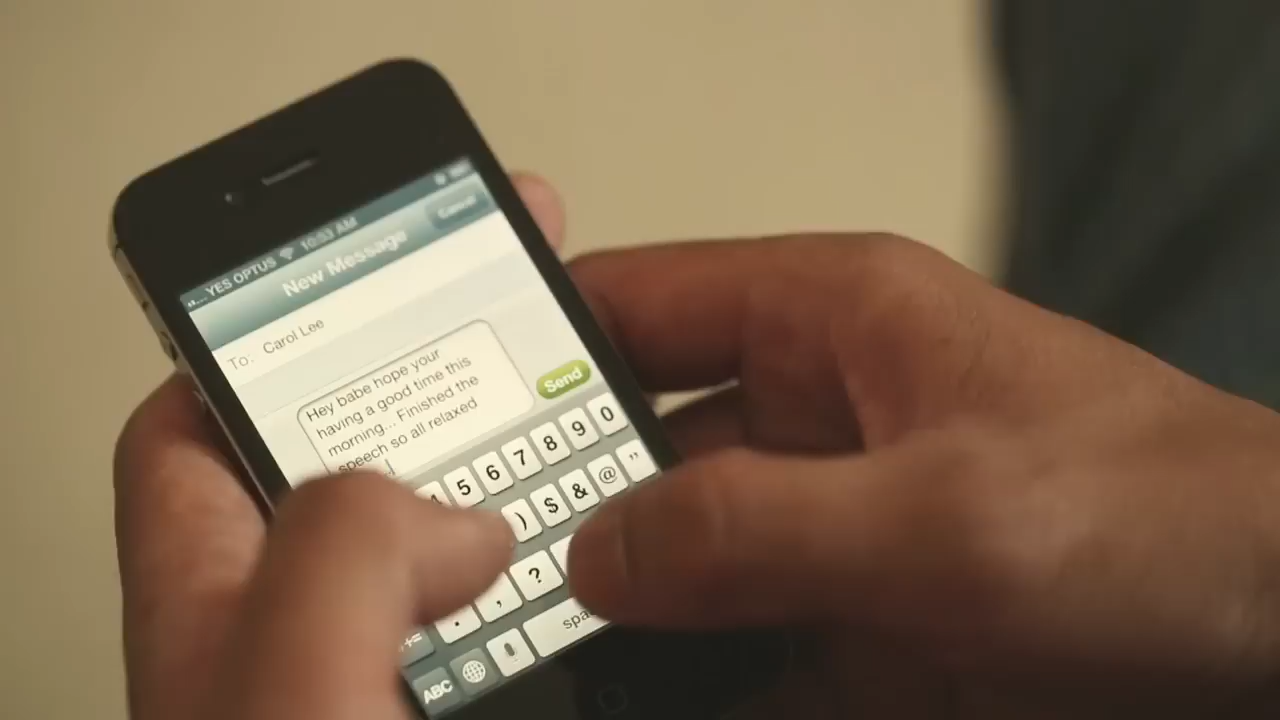 YES OPTUS 10:53 AM
New Message
Cancel
To: Carol Lee
Hey babe hope your
having a good time this
morning... Finished the
speech so all relaxed
Send
4 5 6 7 8 9 0
) $ & @ "
. , ?
ABC